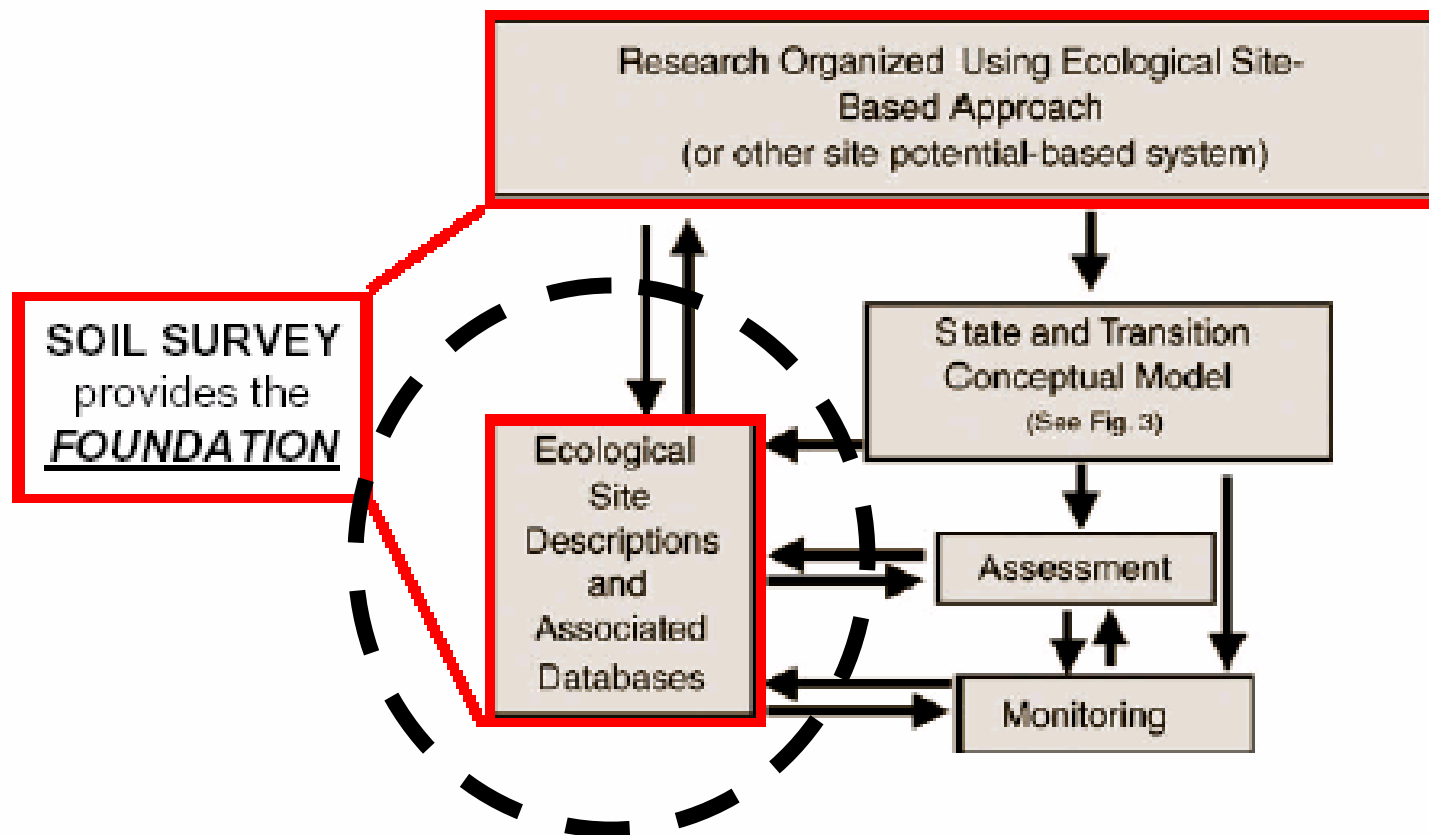 Research Organized Using Ecological Site-
Based Approach
(or other site potential-based system)
SOIL SURVEY
provides the
FOUNDATION
State and Transition
Conceptual Model
(See Fig. 3)
Ecological
Site
Descriptions
and
Associated
Databases
Assessment
Monitoring